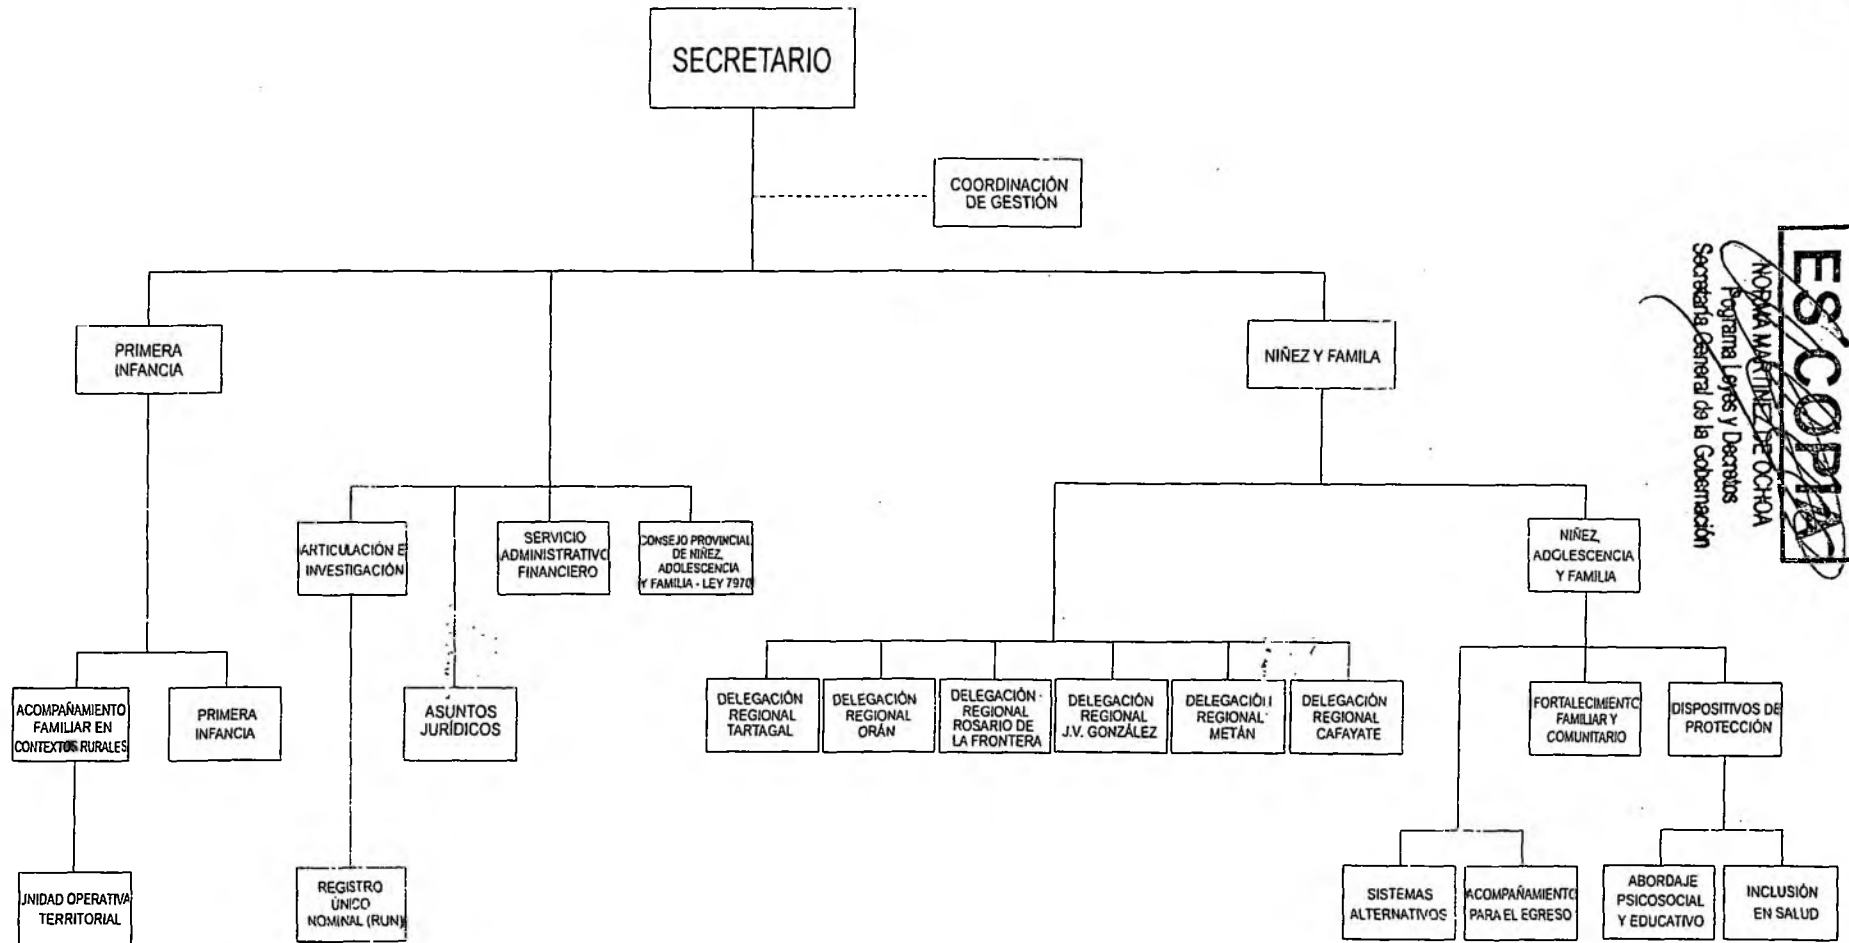 SECRETARIO
COORDINACIÓN
DE GESTIÓN
PRIMERA
INFANCIA
NIÑEZ Y FAMILA
ARTICULACIÓN E
INVESTIGACIÓN
SERVICIO
ADMINISTRATIVO
FINANCIERO
CONSEJO PROVINCIAL
DE NIÑEZ,
ADOLESCENCIA
Y FAMILIA - LEY 7970
NIÑEZ,
ADOLESCENCIA
Y FAMILIA
ACOMPAÑAMIENTO
FAMILIAR EN
CONTEXTOS RURALES
PRIMERA
INFANCIA
ASUNTOS
JURÍDICOS
DELEGACIÓN
REGIONAL
TARTAGAL
DELEGACIÓN
REGIONAL
ORÁN
DELEGACIÓN
REGIONAL
ROSARIO DE
LA FRONTERA
DELEGACIÓN
REGIONAL
J.V. GONZÁLEZ
DELEGACIÓN
REGIONAL
METÁN
DELEGACIÓN
REGIONAL
CAFAYATE
FORTALECIMIENTO
FAMILIAR Y
COMUNITARIO
DISPOSITIVOS DE
PROTECCIÓN
UNIDAD OPERATIVA
TERRITORIAL
REGISTRO
ÚNICO
NOMINAL (RUN)
SISTEMAS
ALTERNATIVOS
ACOMPAÑAMIENTO
PARA EL EGRESO
ABORDAJE
PSICOSOCIAL
Y EDUCATIVO
INCLUSIÓN
EN SALUD
ES COPIA
NORMA MARTINEZ DE OCHOA
Programa Leyes y Decretos
Secretaría General de la Gobernación